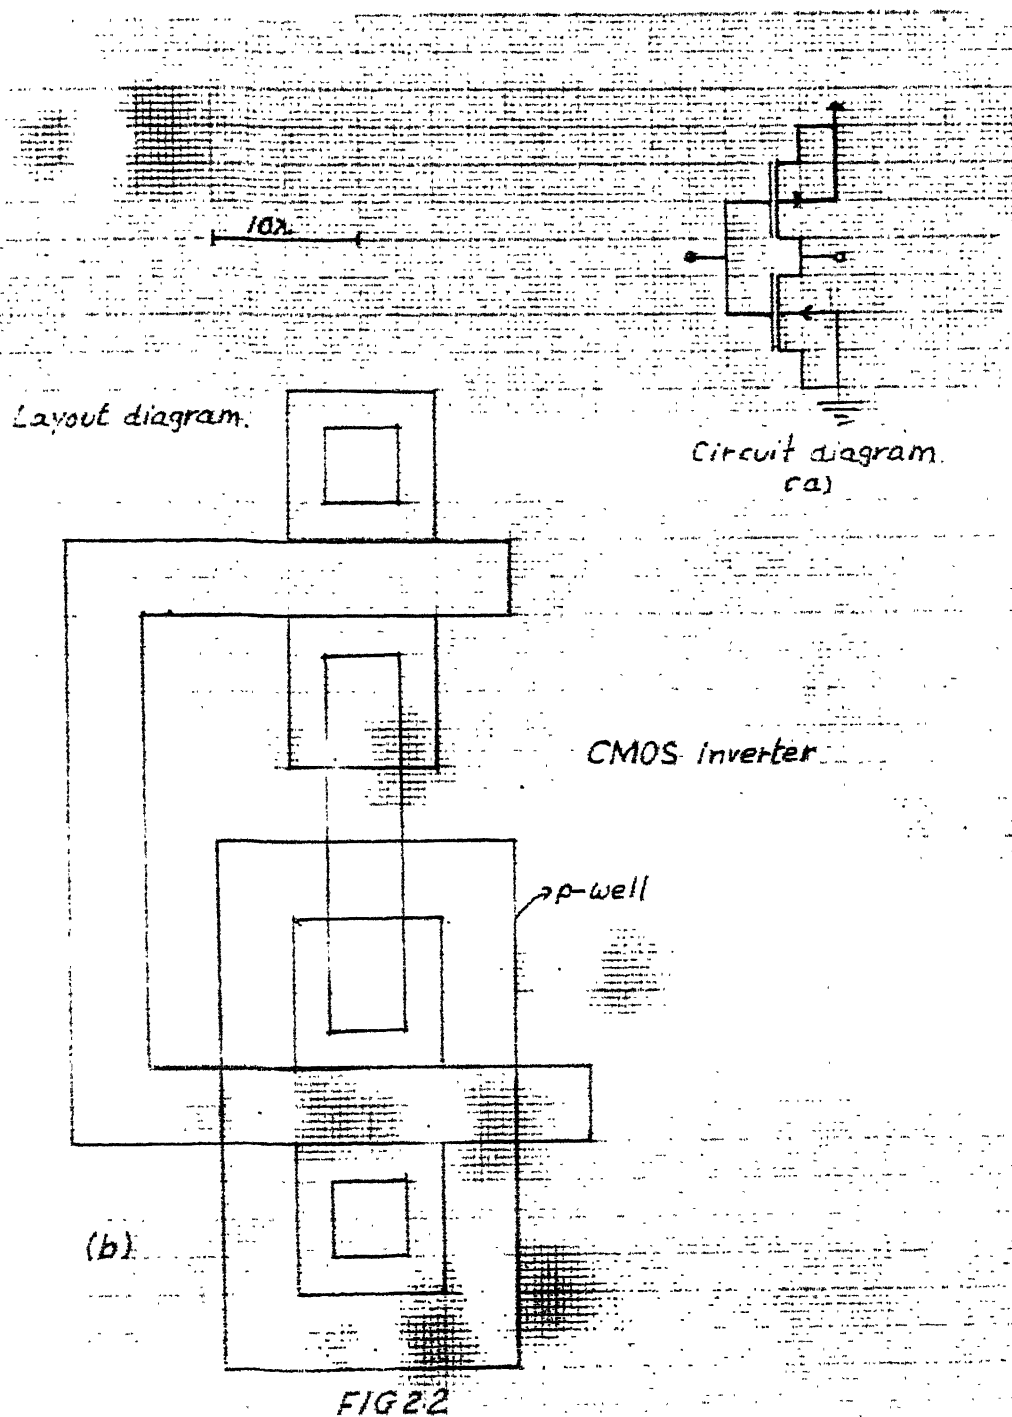 10λ
Layout diagram.
Circuit diagram.
(a)
CMOS inverter
p-well
(b)
FIG 2.2